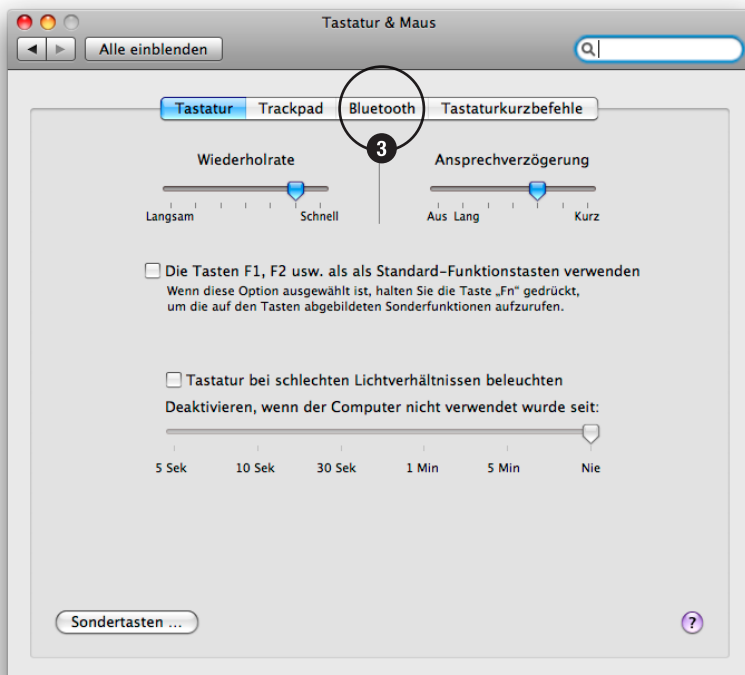 Tastatur & Maus
Alle einblenden
Tastatur Trackpad Bluetooth Tastaturkurzbefehle
3
Wiederholrate Ansprechverzögerung
Langsam Schnell Aus Lang Kurz
Die Tasten F1, F2 usw. als als Standard-Funktionstasten verwenden
Wenn diese Option ausgewählt ist, halten Sie die Taste „Fn“ gedrückt,
um die auf den Tasten abgebildeten Sonderfunktionen aufzurufen.
Tastatur bei schlechten Lichtverhältnissen beleuchten
Deaktivieren, wenn der Computer nicht verwendet wurde seit:
5 Sek 10 Sek 30 Sek 1 Min 5 Min Nie
Sondertasten ... ?